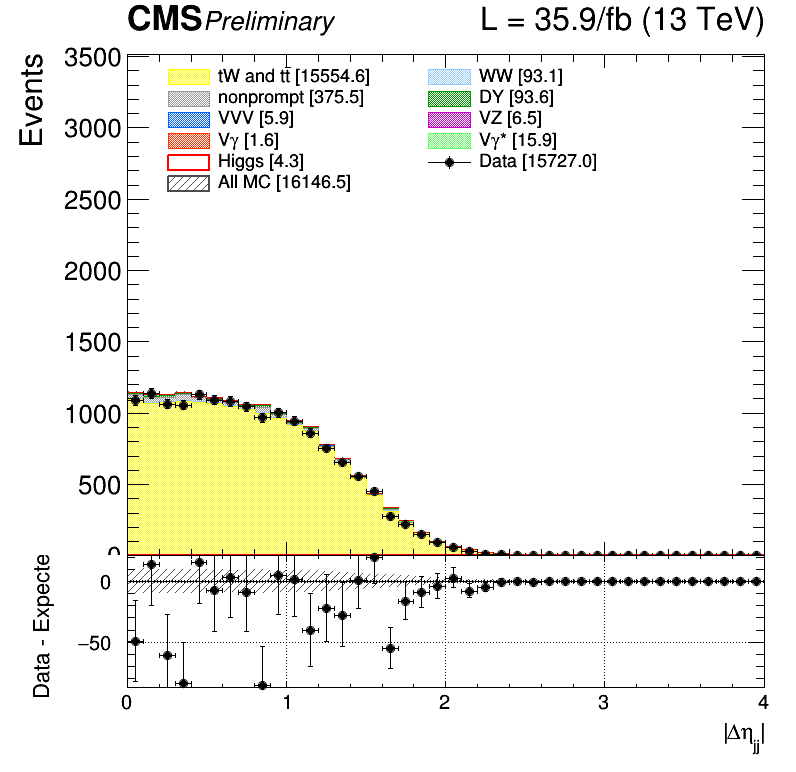 CMS Preliminary L = 35.9/fb (13 TeV)
Events
3500
3000
2500
2000
1500
1000
500
0
tW and tt̄ [15554.6]
nonprompt [375.5]
VVV [5.9]
Vγ [1.6]
Higgs [4.3]
All MC [16146.5]
WW [93.1]
DY [93.6]
VZ [6.5]
Vγ* [15.9]
Data [15727.0]
Data - Expecte
0
−50
0 1 2 3 4
|Δηjj|